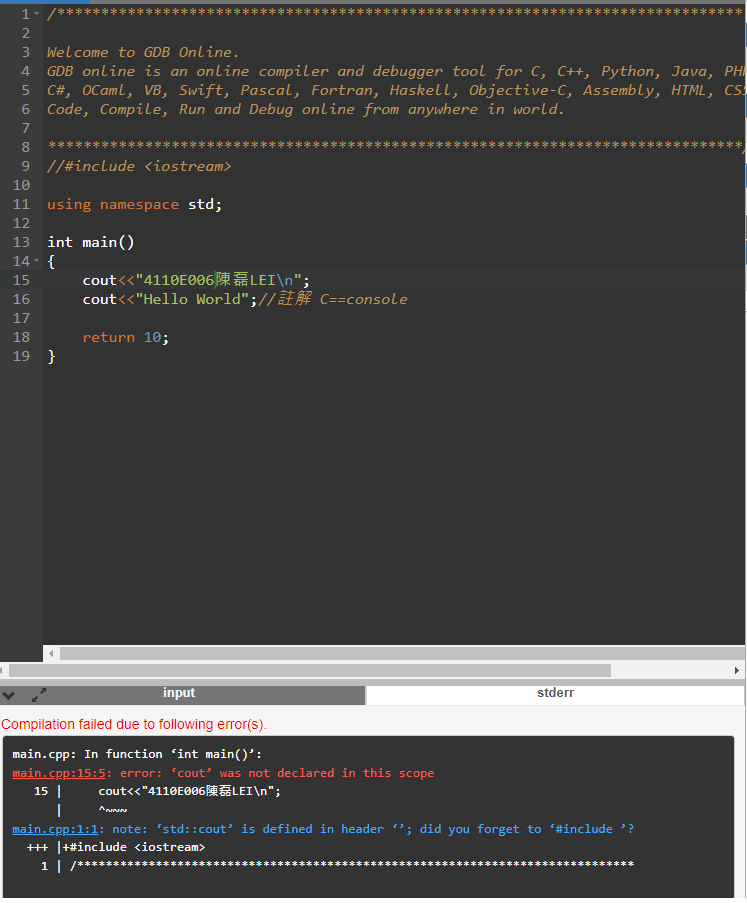 1 /******************************************************************************
2
3 Welcome to GDB Online.
4 GDB online is an online compiler and debugger tool for C, C++, Python, Java, PHP
5 C#, OCaml, VB, Swift, Pascal, Fortran, Haskell, Objective-C, Assembly, HTML, CSS
6 Code, Compile, Run and Debug online from anywhere in world.
7
8 *******************************************************************************/
9 //#include <iostream>
10
11 using namespace std;
12
13 int main()
14 {
15 cout<<"4110E006陳磊LEI\n";
16 cout<<"Hello World";//註解 C==console
17
18 return 10;
19 }
input
stderr
Compilation failed due to following error(s).
main.cpp: In function ‘int main()’:
main.cpp:15:5: error: ‘cout’ was not declared in this scope
15 | cout<<"4110E006陳磊LEI\n";
| ^~~~
main.cpp:1:1: note: ‘std::cout’ is defined in header ‘’; did you forget to ‘#include ’?
+++ |+#include <iostream>
1 | /******************************************************************************